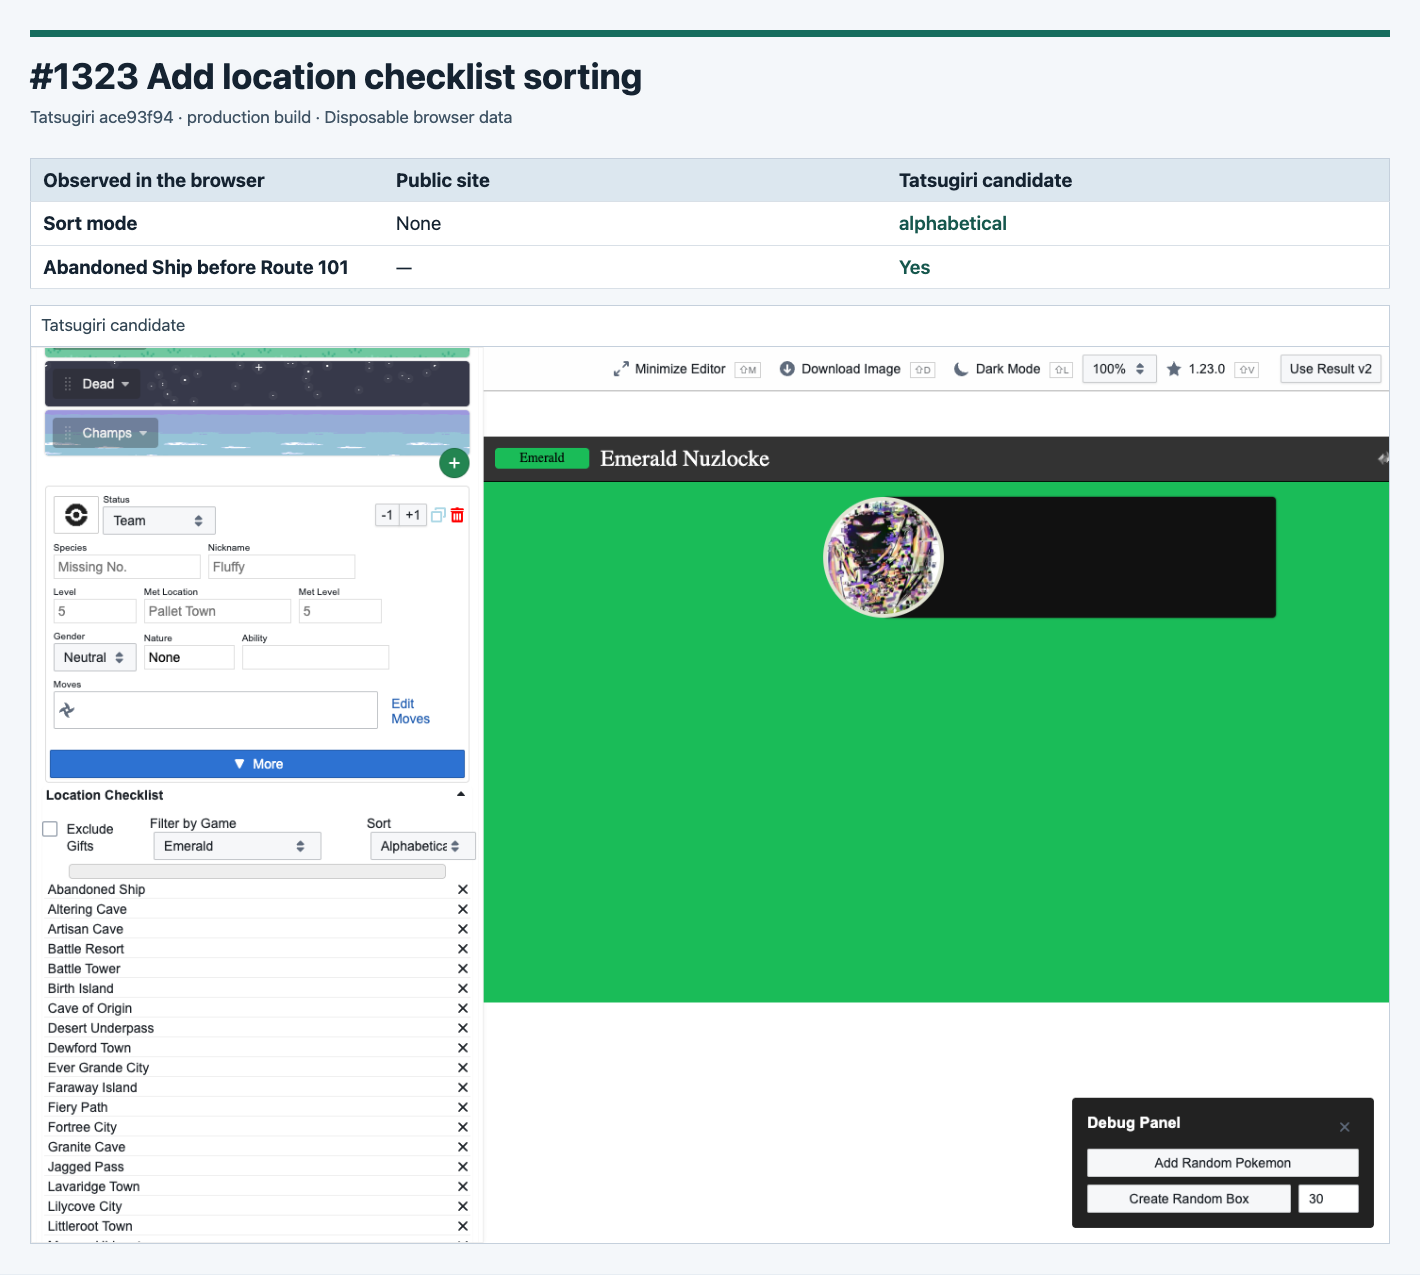 #1323 Add location checklist sorting
Tatsugiri ace93f94 · production build · Disposable browser data
Observed in the browser Public site Tatsugiri candidate
Sort mode None alphabetical
Abandoned Ship before Route 101 — Yes
Tatsugiri candidate
Dead
Champs
Minimize Editor ⇧M Download Image ⇧D Dark Mode ⇧L 100% 1.23.0 ⇧V Use Result v2
Emerald Emerald Nuzlocke
Status
Team -1 +1
Species Nickname
Missing No. Fluffy
Level Met Location Met Level
5 Pallet Town 5
Gender Nature Ability
Neutral None
Moves
Edit
Moves
More
Location Checklist
Exclude
Gifts
Filter by Game Sort
Emerald Alphabetica
Abandoned Ship
Altering Cave
Artisan Cave
Battle Resort
Battle Tower
Birth Island
Cave of Origin
Desert Underpass
Dewford Town
Ever Grande City
Faraway Island
Fiery Path
Fortree City
Granite Cave
Jagged Pass
Lavaridge Town
Lilycove City
Littleroot Town
Debug Panel
Add Random Pokemon
Create Random Box 30